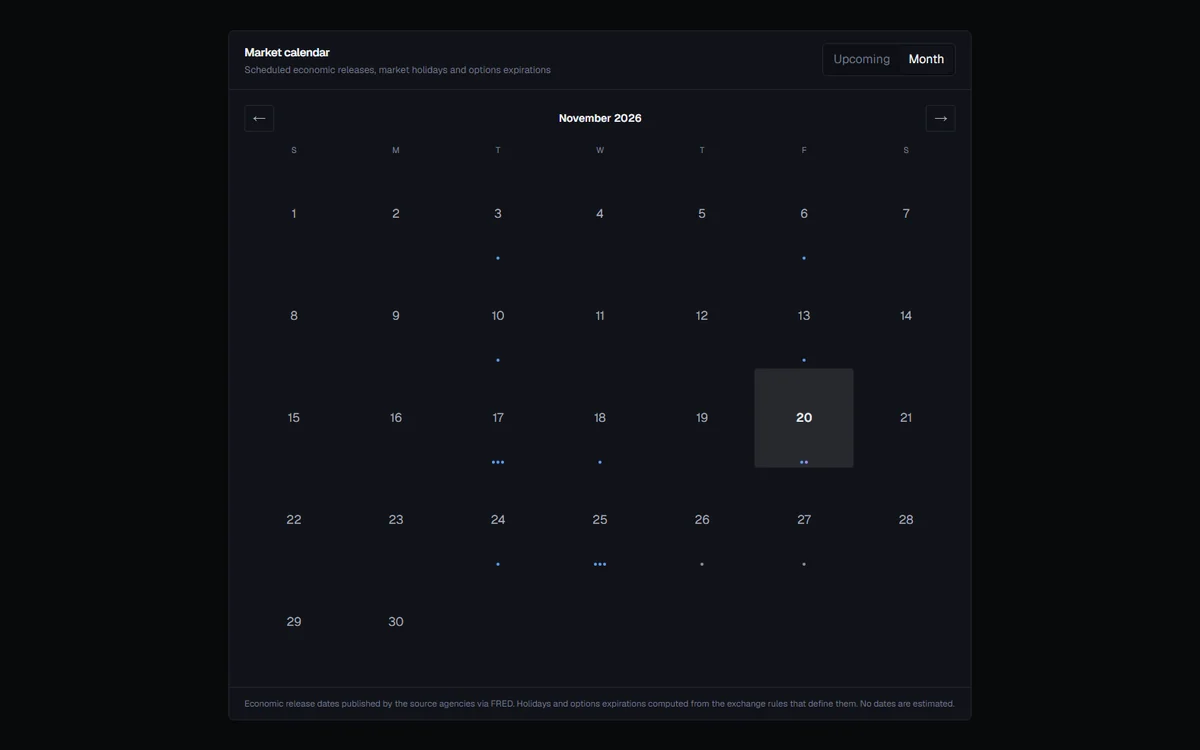 Market calendar
Scheduled economic releases, market holidays and options expirations
Upcoming Month
← November 2026 →
S M T W T F S
1 2 3 4 5 6 7
8 9 10 11 12 13 14
15 16 17 18 19 20 21
22 23 24 25 26 27 28
29 30
Economic release dates published by the source agencies via FRED. Holidays and options expirations computed from the exchange rules that define them. No dates are estimated.